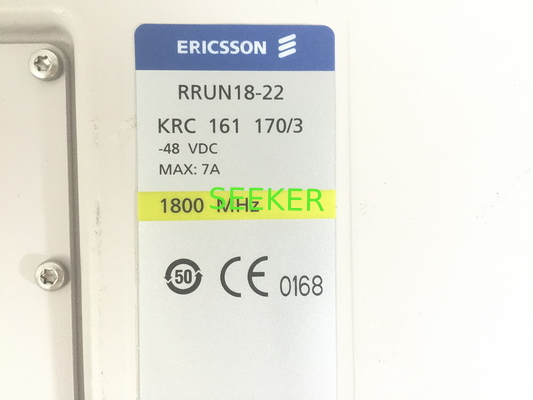 ERICSSON
RRUN18-22
KRC 161 170/3
-48 VDC
MAX: 7A
1800 MHz
SEEKER
50
CE 0168